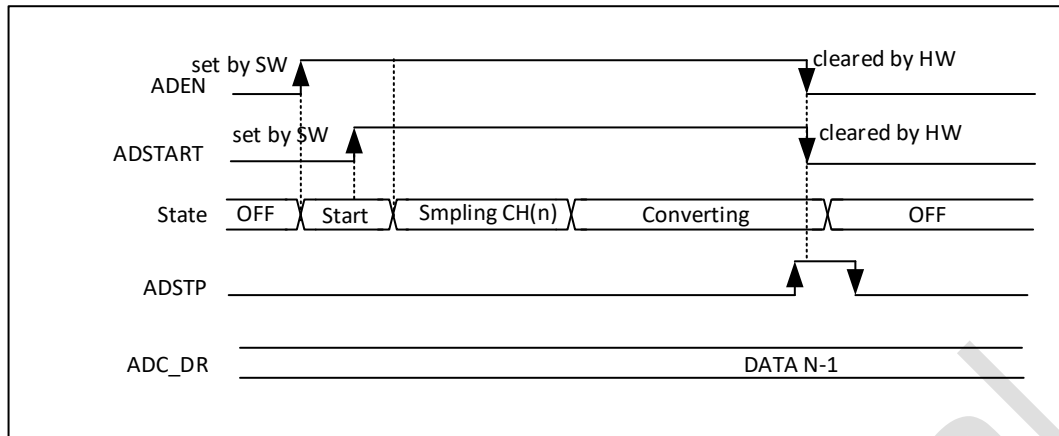 set by SW
cleared by HW
ADEN
set by SW
cleared by HW
ADSTART
State OFF Start Smpling CH(n) Converting OFF
ADSTP
ADC_DR DATA N-1